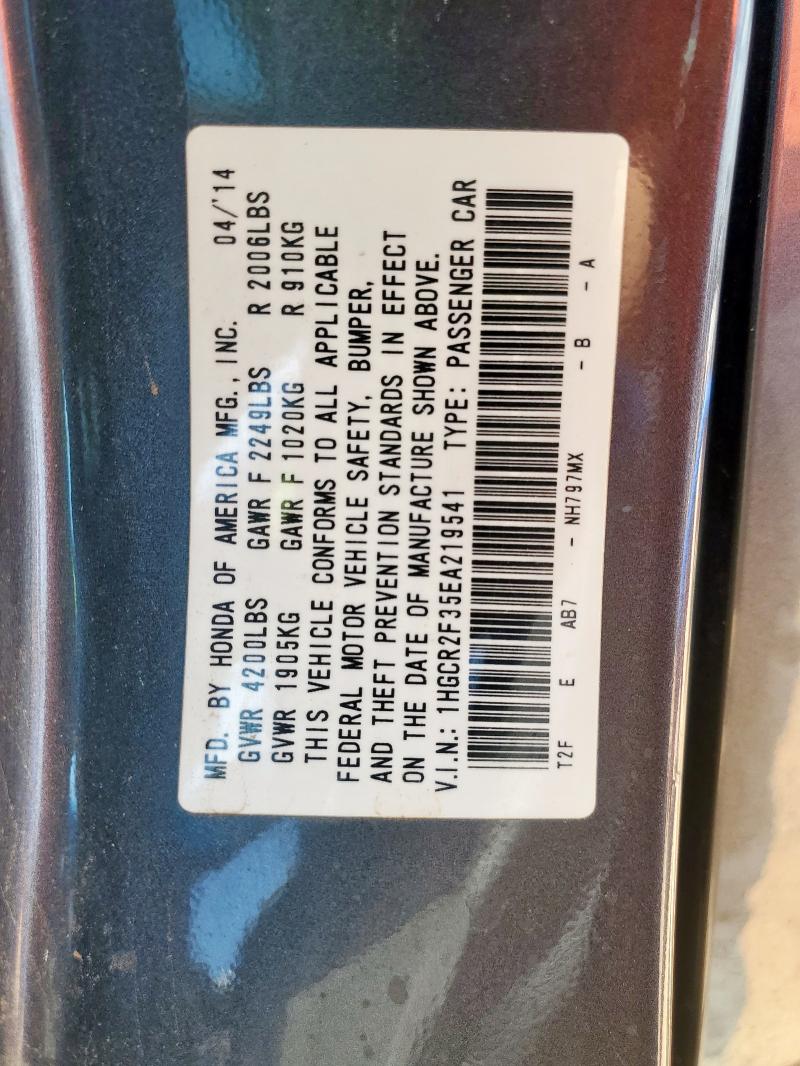 MFD. BY HONDA OF AMERICA MFG., INC. 04/'14
GVWR 4200LBS GAWR F 2249LBS R 2006LBS
GVWR 1905KG GAWR F 1020KG R 910KG
THIS VEHICLE CONFORMS TO ALL APPLICABLE
FEDERAL MOTOR VEHICLE SAFETY, BUMPER,
AND THEFT PREVENTION STANDARDS IN EFFECT
ON THE DATE OF MANUFACTURE SHOWN ABOVE.
V.I.N.: 1HGCR2F35EA219541 TYPE: PASSENGER CAR
T2F E AB7 - NH797MX - B - A